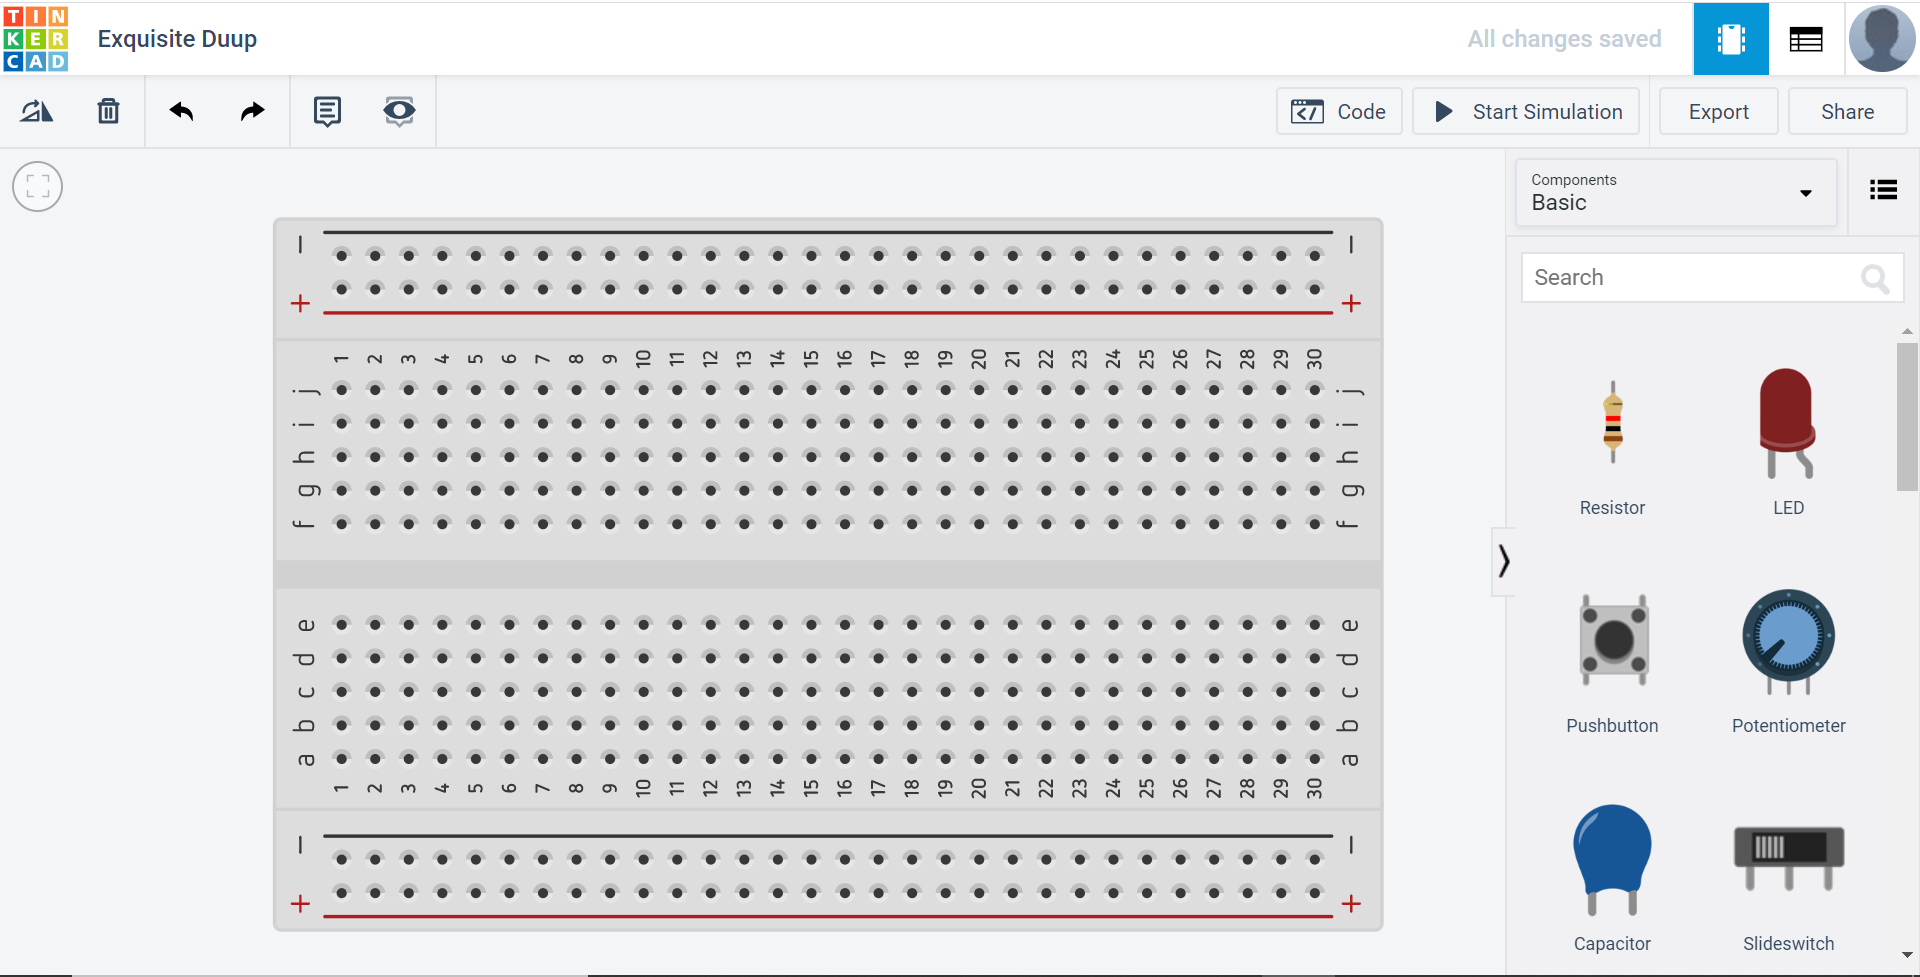 TIN
KER
CAD
Exquisite Duup
All changes saved
Code
Start Simulation
Export
Share
Components
Basic
Search
− −
+ +
1 2 3 4 5 6 7 8 9 10 11 12 13 14 15 16 17 18 19 20 21 22 23 24 25 26 27 28 29 30
j j
i i
h h
g g
f f
e e
d d
c c
b b
a a
1 2 3 4 5 6 7 8 9 10 11 12 13 14 15 16 17 18 19 20 21 22 23 24 25 26 27 28 29 30
− −
+ +
Resistor
LED
Pushbutton
Potentiometer
Capacitor
Slideswitch